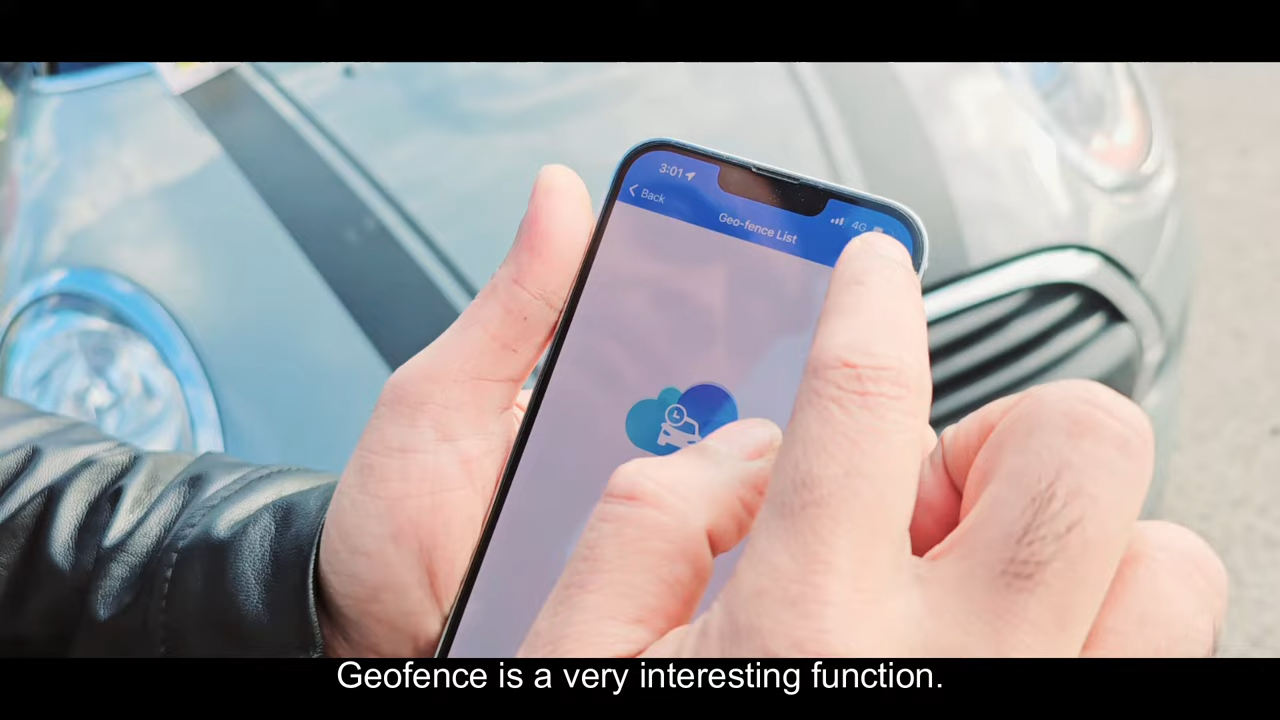 3:01
4G
Back
Geo-fence List
Geofence is a very interesting function.